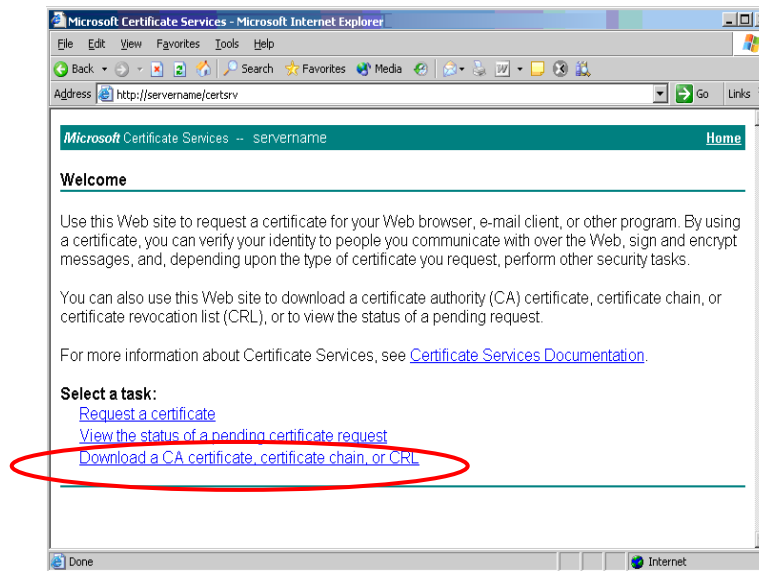 Microsoft Certificate Services - Microsoft Internet Explorer
File Edit View Favorites Tools Help
Back Search Favorites Media
Address http://servername/certsrv Go Links
Microsoft Certificate Services -- servername Home
Welcome
Use this Web site to request a certificate for your Web browser, e-mail client, or other program. By using
a certificate, you can verify your identity to people you communicate with over the Web, sign and encrypt
messages, and, depending upon the type of certificate you request, perform other security tasks.
You can also use this Web site to download a certificate authority (CA) certificate, certificate chain, or
certificate revocation list (CRL), or to view the status of a pending request.
For more information about Certificate Services, see Certificate Services Documentation.
Select a task:
Request a certificate
View the status of a pending certificate request
Download a CA certificate, certificate chain, or CRL
Done Internet